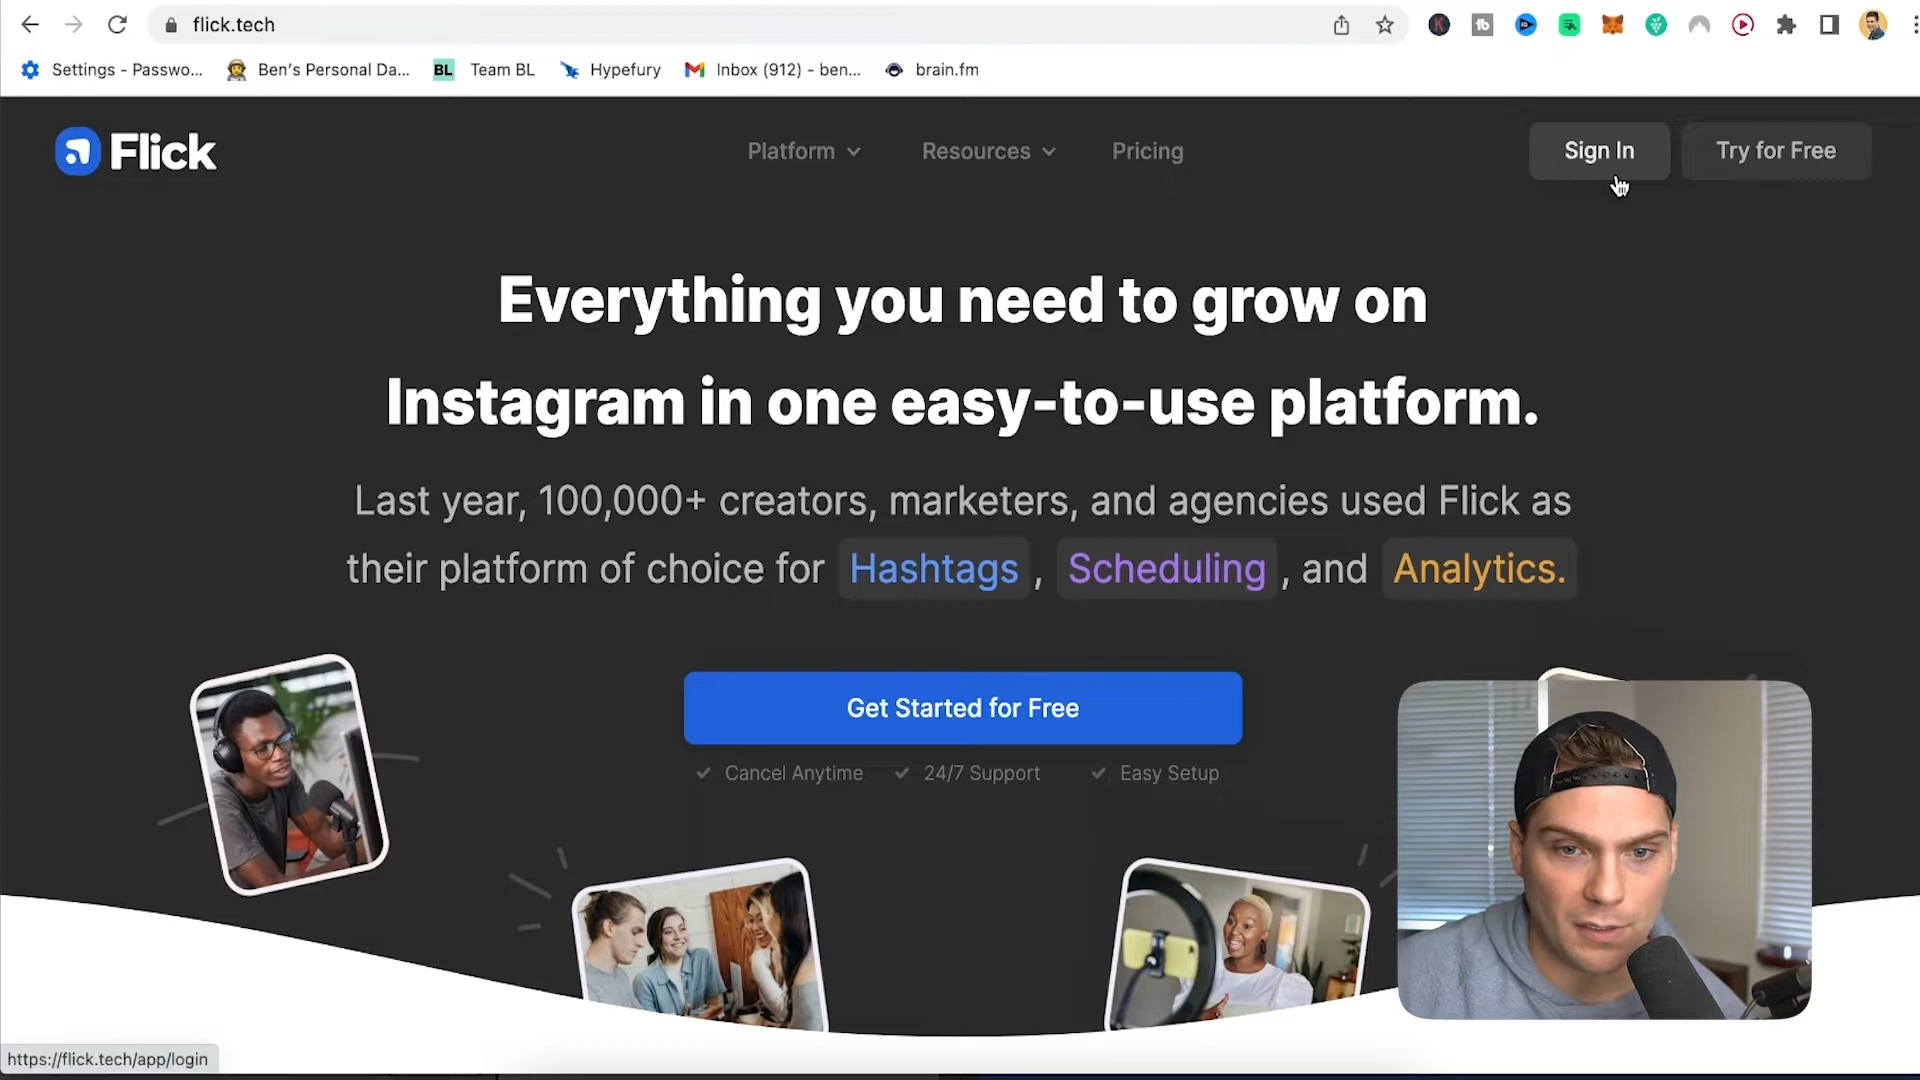 flick.tech
Settings - Passwo...
Ben's Personal Da...
BL
Team BL
Hypefury
Inbox (912) - ben...
brain.fm
Flick
Platform
Resources
Pricing
Sign In
Try for Free
Everything you need to grow on
Instagram in one easy-to-use platform.
Last year, 100,000+ creators, marketers, and agencies used Flick as
their platform of choice for Hashtags , Scheduling , and Analytics.
Get Started for Free
Cancel Anytime
24/7 Support
Easy Setup
https://flick.tech/app/login